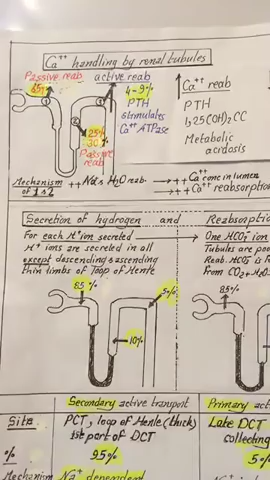 Ca++ handling by renal tubules
Passive reab active reab
65%
4-9%
PTH
stimulates
Ca++ ATPase
1
2
25%
30%
Passive
reab
↑ Ca++ reab
PTH
1,25(OH)2CC
Metabolic
acidosis
Mechanism ++Na & H2O reab. → ++Ca conc in lumen
of 1&2 → ++Ca++ reabsorption
Secretion of hydrogen and Reabsorptio
For each H+ ion secreted → One HCO3- ion
H+ ions are secreted in all Tubules are poo
except descending & ascending Reab. HCO3 is
thin limbs of loop of Henle From CO2+H2O
85% 5% 85%
10%
Secondary active transport Primary act
Site PCT, loop of Henle (thick) Late DCT
1st part of DCT collecting
% 95% 5%
Mechanism Na+ dependent